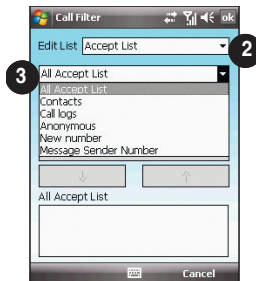 Call Filter ok
Edit List Accept List
2
3
All Accept List
All Accept List
Contacts
Call logs
Anonymous
New number
Message Sender Number
All Accept List
Cancel